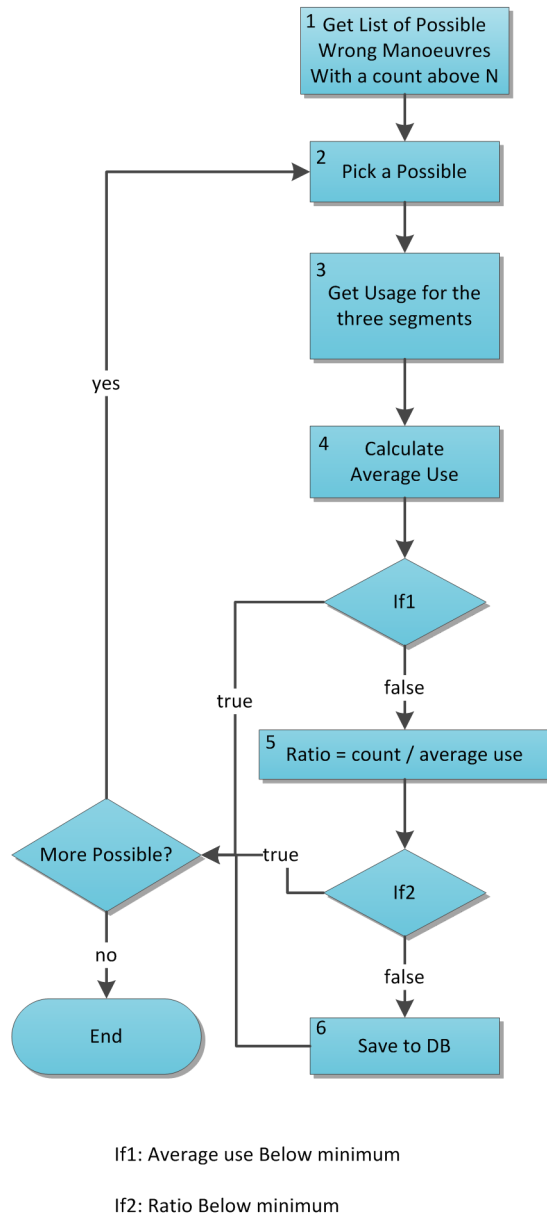 1 Get List of Possible
Wrong Manoeuvres
With a count above N
2
Pick a Possible
3
Get Usage for the
three segments
yes
4
Calculate
Average Use
If1
false
true
5
Ratio = count / average use
More Possible?
true
If2
no
false
6
End
Save to DB
If1: Average use Below minimum
If2: Ratio Below minimum